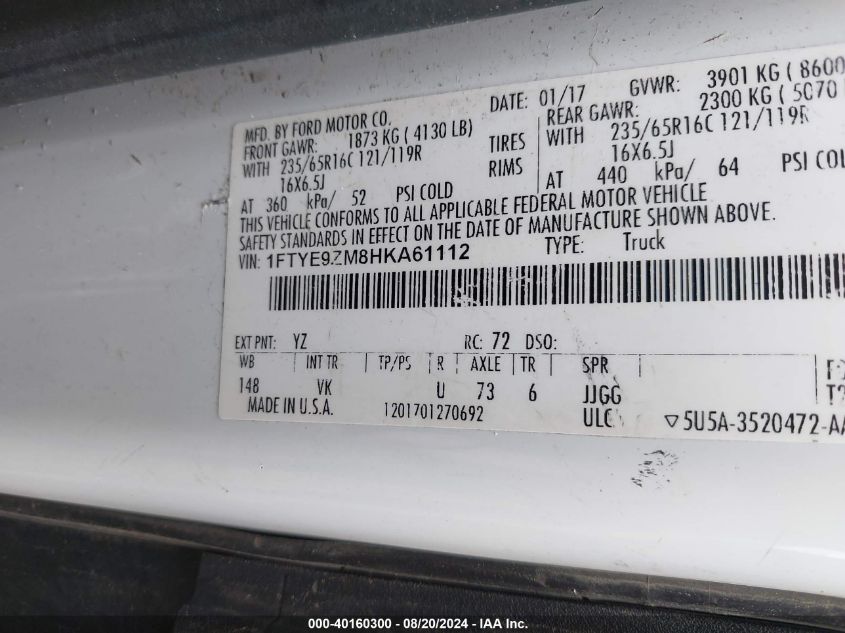 MFD. BY FORD MOTOR CO.
DATE: 01/17 GVWR: 3901 KG ( 8600
FRONT GAWR: 1873 KG ( 4130 LB) REAR GAWR: 2300 KG ( 5070
WITH 235/65R16C 121/119R TIRES WITH 235/65R16C 121/119R
16X6.5J RIMS 16X6.5J
AT 360 kPa/ 52 PSI COLD AT 440 kPa/ 64 PSI COL
THIS VEHICLE CONFORMS TO ALL APPLICABLE FEDERAL MOTOR VEHICLE
SAFETY STANDARDS IN EFFECT ON THE DATE OF MANUFACTURE SHOWN ABOVE.
VIN: 1FTYE9ZM8HKA61112 TYPE: Truck
EXT PNT: YZ RC: 72 DSO:
WB INT TR TP/PS R AXLE TR SPR
148 VK U 73 6 JJGG
MADE IN U.S.A. 1201701270692 ULC ▽5U5A-3520472-AA
000-40160300 - 08/20/2024 - IAA Inc.